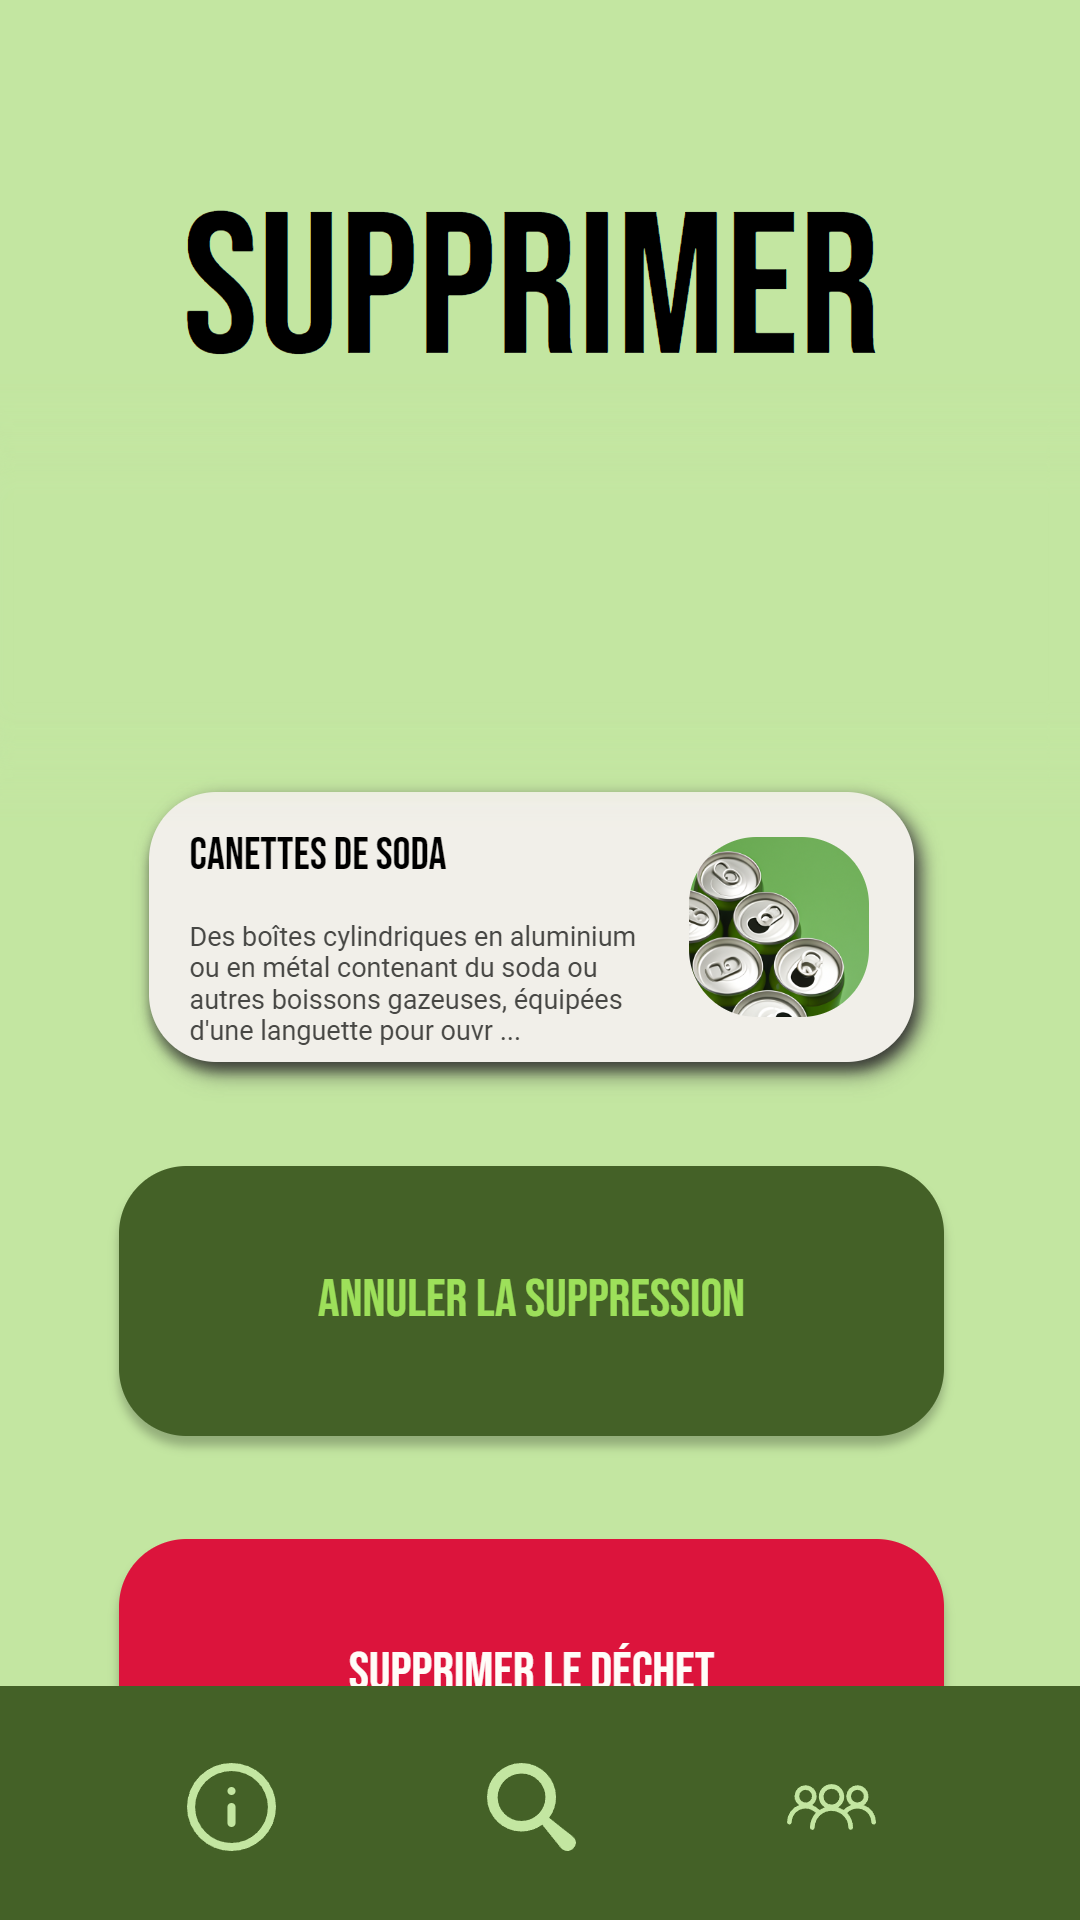 SUPPRIMER
CANETTES DE SODA
Des boîtes cylindriques en aluminium
ou en métal contenant du soda ou
autres boissons gazeuses, équipées
d'une languette pour ouvr ...
ANNULER LA SUPPRESSION
SUPPRIMER LE DÉCHET